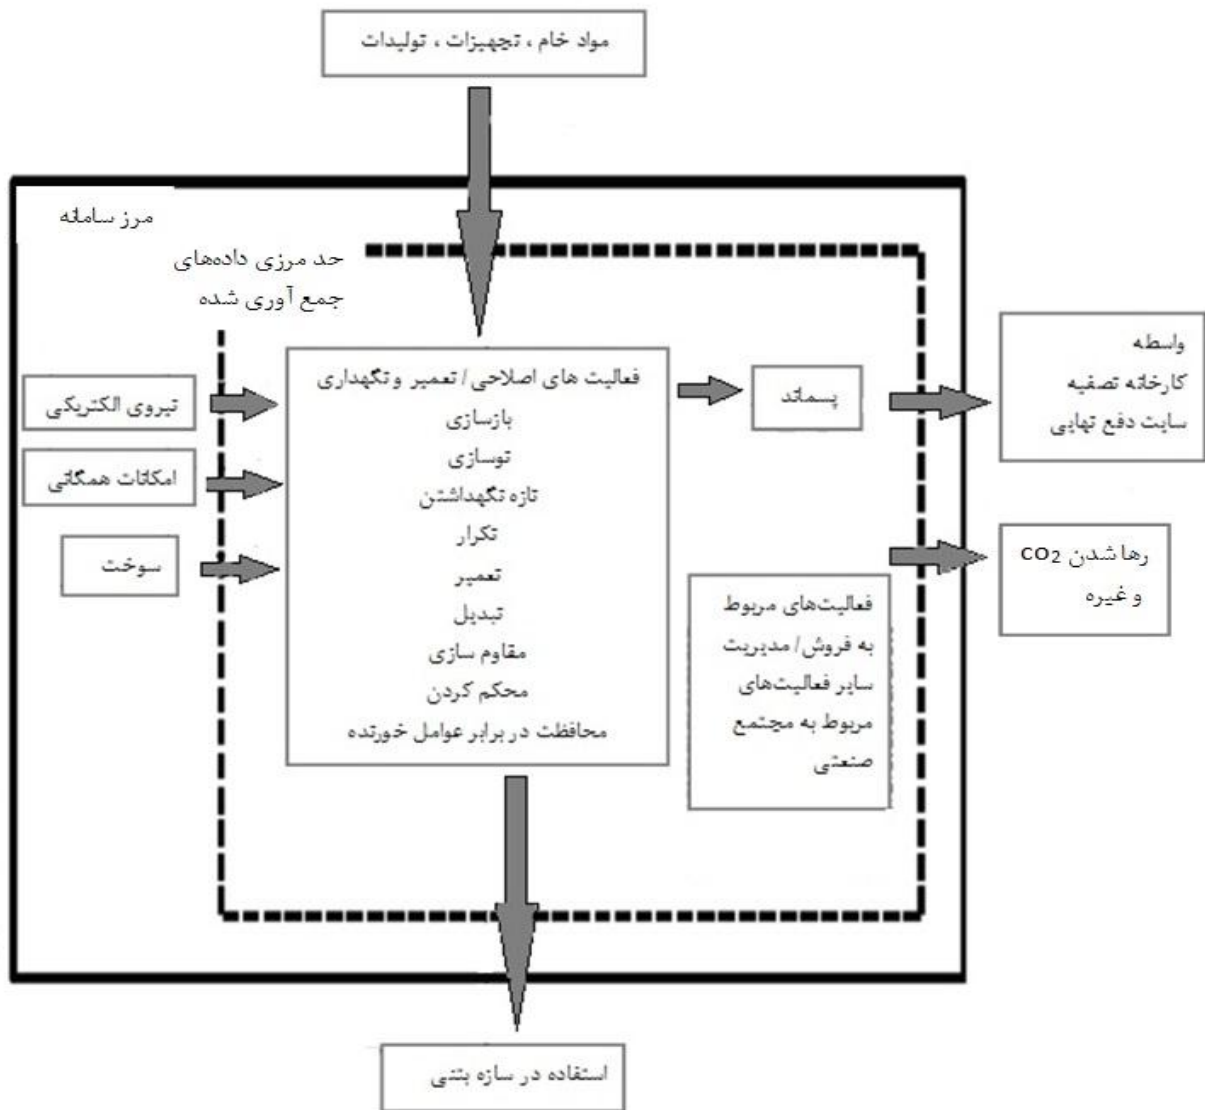 مواد خام ، تجهیزات ، تولیدات
مرز سامانه
حد مرزی داده‌های
جمع آوری شده
نیروی الکتریکی
امکانات همگانی
سوخت
فعالیت های اصلاحی/ تعمیر و نگهداری
بازسازی
نوسازی
تازه نگهداشتن
تکرار
تعمیر
تبدیل
مقاوم سازی
محکم کردن
محافظت در برابر عوامل خورنده
پسماند
واسطه
کارخانه تصفیه
سایت دفع نهایی
رها شدن CO2
و غیره
فعالیت‌های مربوط
به فروش/ مدیریت
سایر فعالیت‌های
مربوط به مجتمع
صنعتی
استفاده در سازه بتنی